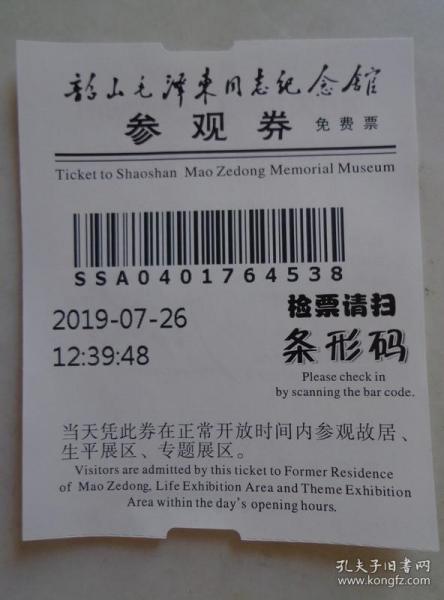 韶山毛泽东同志纪念馆
参观券 免费票
Ticket to Shaoshan Mao Zedong Memorial Museum
SSA0401764538
2019-07-26
12:39:48
检票请扫
条形码
Please check in
by scanning the bar code.
当天凭此券在正常开放时间内参观故居、
生平展区、专题展区。
Visitors are admitted by this ticket to Former Residence
of Mao Zedong, Life Exhibition Area and Theme Exhibition
Area within the day's opening hours.
孔夫子旧书网
www.kongfz.com